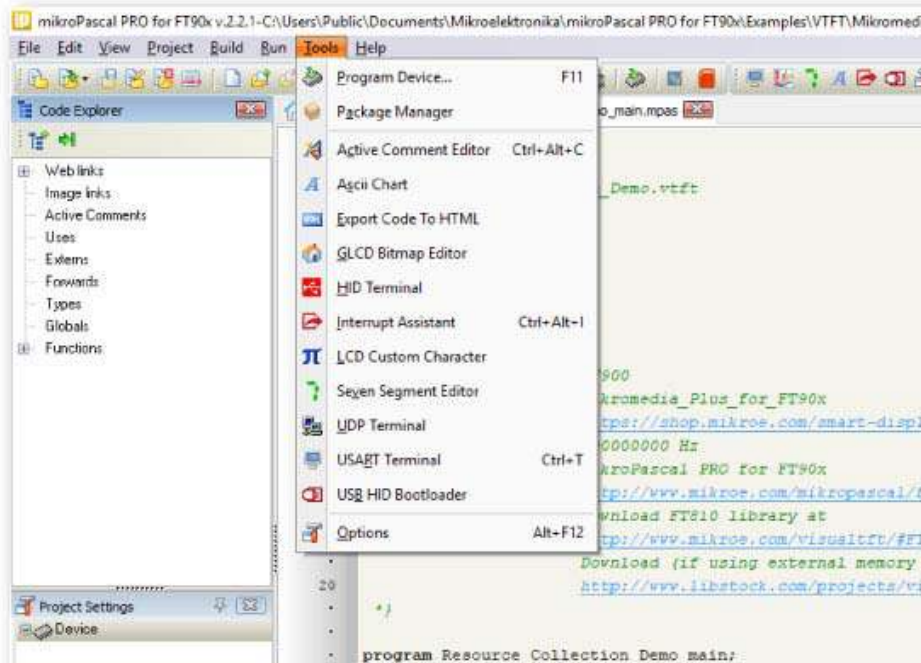 mikroPascal PRO for FT90x v.2.2.1-C:\Users\Public\Documents\Mikroelektronika\mikroPascal PRO for FT90x\Examples\VTFT\Mikromed
File Edit View Project Build Run Tools Help
Code Explorer
Web links
Image links
Active Comments
Uses
Externs
Forwards
Types
Globals
Functions
Program Device... F11
Package Manager
Active Comment Editor Ctrl+Alt+C
Ascii Chart
Export Code To HTML
GLCD Bitmap Editor
HID Terminal
Interrupt Assistant Ctrl+Alt+I
LCD Custom Character
Seven Segment Editor
UDP Terminal
USART Terminal Ctrl+T
USB HID Bootloader
Options Alt+F12
o_main.mpas
_Demo.vtft
900
kromedia_Plus_for_FT90x
tps://shop.mikroe.com/smart-displ
0000000 Hz
kroPascal PRO for FT90x
tp://www.mikroe.com/mikropascal/
wnload FT810 library at
tp://www.mikroe.com/visualtft/#FT
Download (if using external memory
20 http://www.libstock.com/projects/vi
*)
program Resource Collection Demo main;
Project Settings
Device